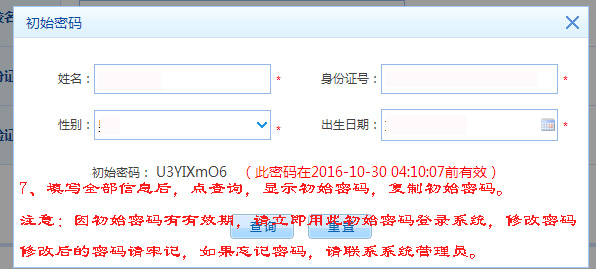 初始密码
姓名：
*
身份证号：
*
性别：
*
出生日期：
*
初始密码： U3YIXmO6 （此密码在2016-10-30 04:10:07前有效）
7、填写全部信息后，点查询，显示初始密码，复制初始密码。
注意：因初始密码有有效期，请立即用此初始密码登录系统，修改密码
查询 重置
修改后的密码请牢记，如果忘记密码，请联系系统管理员。